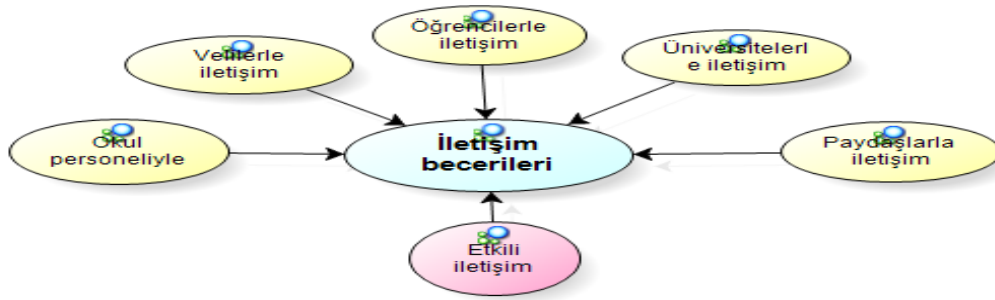 Öğrencilerle
iletişim
Velilerle
iletişim
Üniversitelerl
e iletişim
Okul
personeliyle
İletişim
becerileri
Paydaşlarla
iletişim
Etkili
iletişim